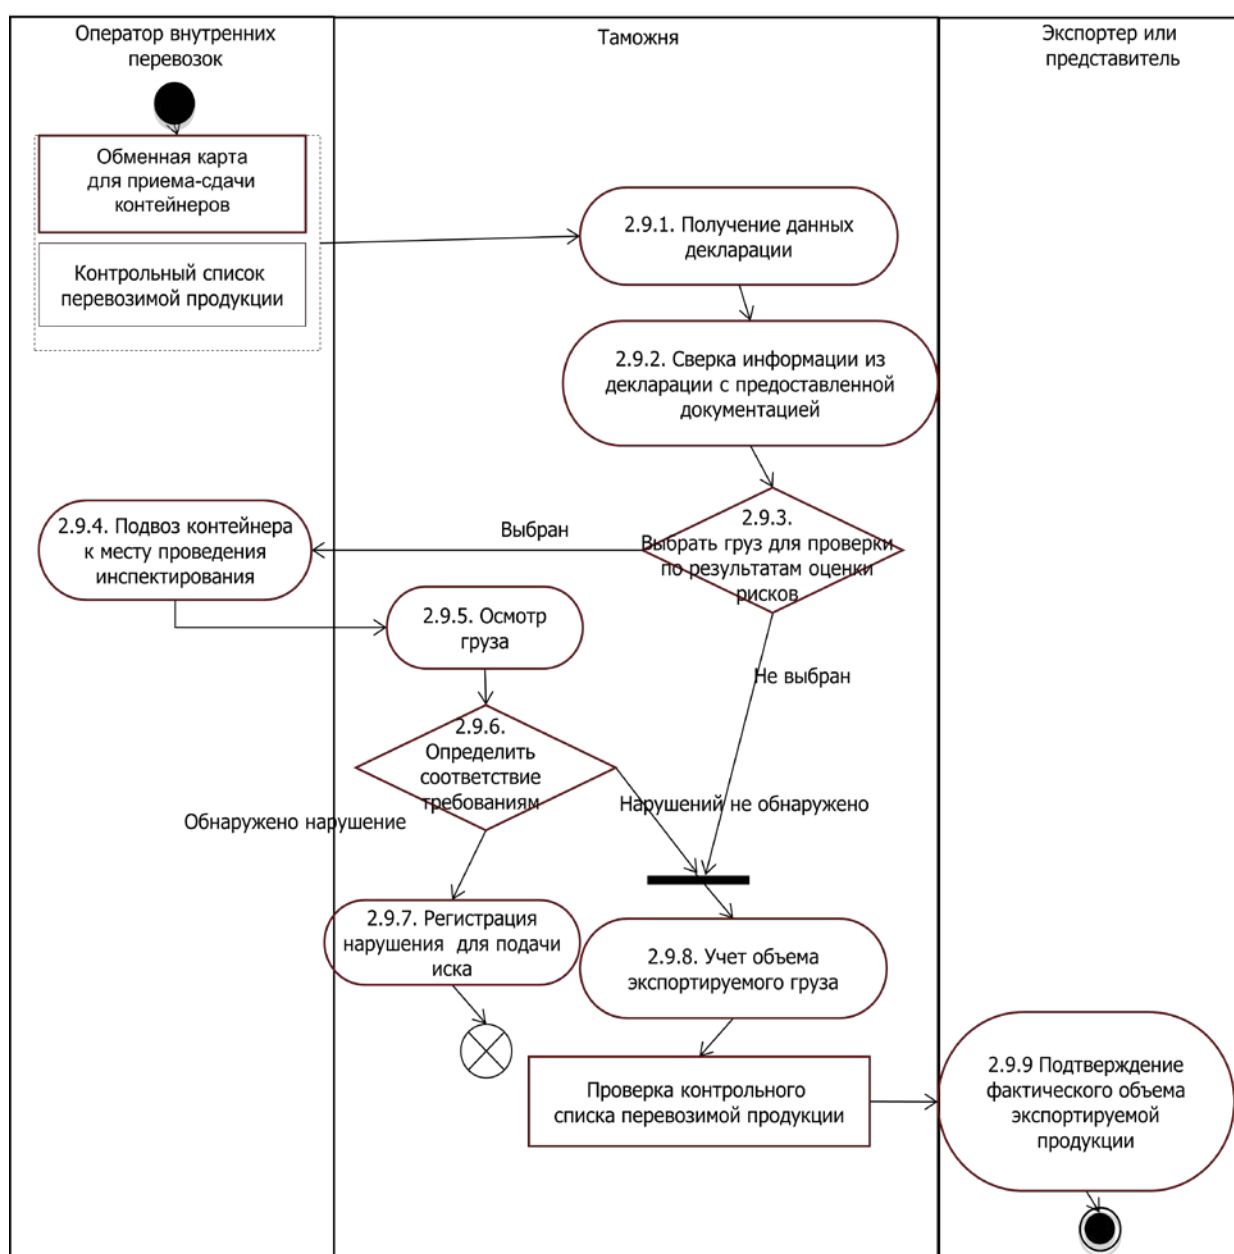 Оператор внутренних
перевозок
Таможня
Экспортер или
представитель
Обменная карта
для приема-сдачи
контейнеров
Контрольный список
перевозимой продукции
2.9.1. Получение данных
декларации
2.9.2. Сверка информации из
декларации с предоставленной
документацией
2.9.3.
Выбрать груз для проверки
по результатам оценки
рисков
Выбран
2.9.4. Подвоз контейнера
к месту проведения
инспектирования
2.9.5. Осмотр
груза
Не выбран
2.9.6.
Определить
соответствие
требованиям
Нарушений не обнаружено
Обнаружено нарушение
2.9.7. Регистрация
нарушения для подачи
иска
2.9.8. Учет объема
экспортируемого груза
Проверка контрольного
списка перевозимой продукции
2.9.9 Подтверждение
фактического объема
экспортируемой
продукции